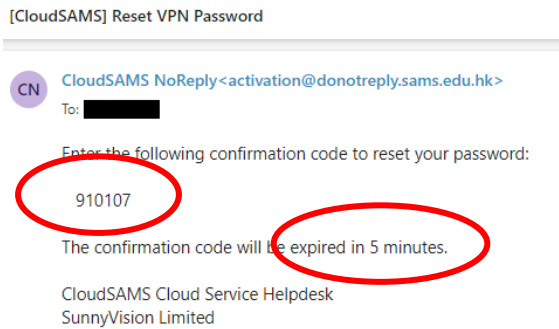 [CloudSAMS] Reset VPN Password
CN
CloudSAMS NoReply<activation@donotreply.sams.edu.hk>
To:
Enter the following confirmation code to reset your password:
910107
The confirmation code will be expired in 5 minutes.
CloudSAMS Cloud Service Helpdesk
SunnyVision Limited